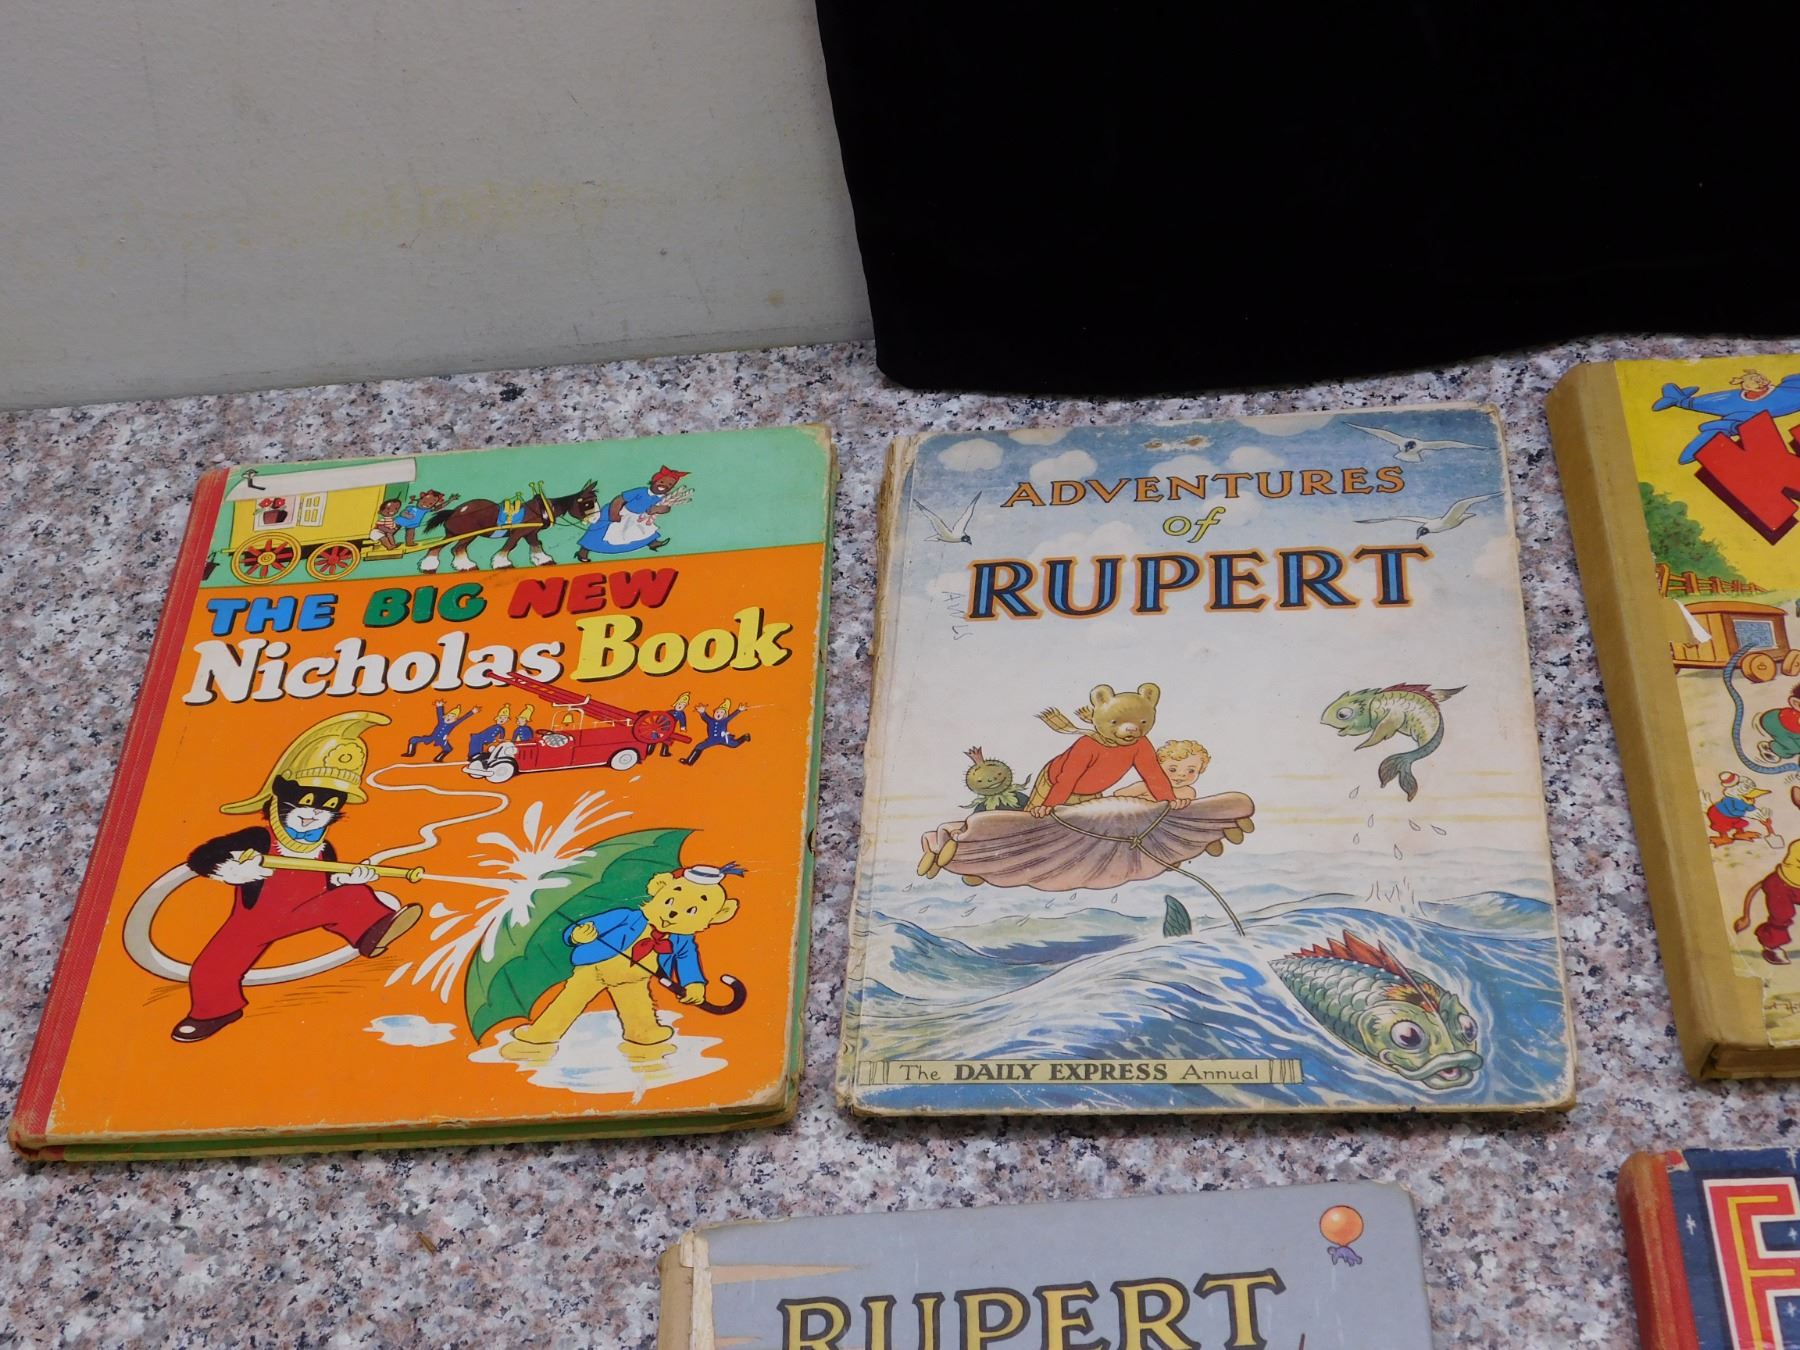 THE BIG NEW
Nicholas Book
ADVENTURES
of
RUPERT
The DAILY EXPRESS Annual
RUPERT